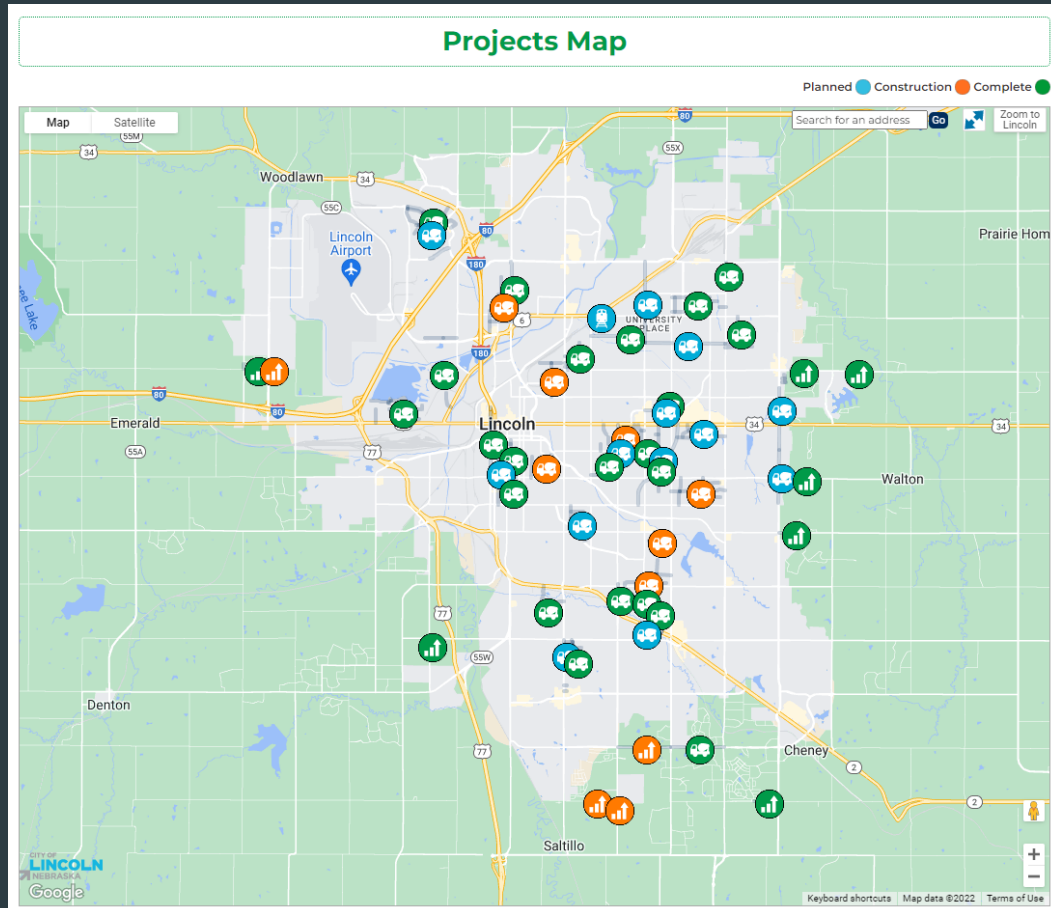 Projects Map
Planned Construction Complete
Map Satellite
Search for an address Go
Zoom to
Lincoln
80
55X
55M
34
Woodlawn
34
55C
80
Lincoln
Airport
180
Prairie Hom
ee Lake
6
UNIVERSITY
PLACE
180
80
80
Emerald
Lincoln
34
34
55A
77
Walton
77
55W
Denton
77
Cheney
2
2
Saltillo
CITY OF
LINCOLN
NEBRASKA
Google
+
−
Keyboard shortcuts Map data ©2022 Terms of Use